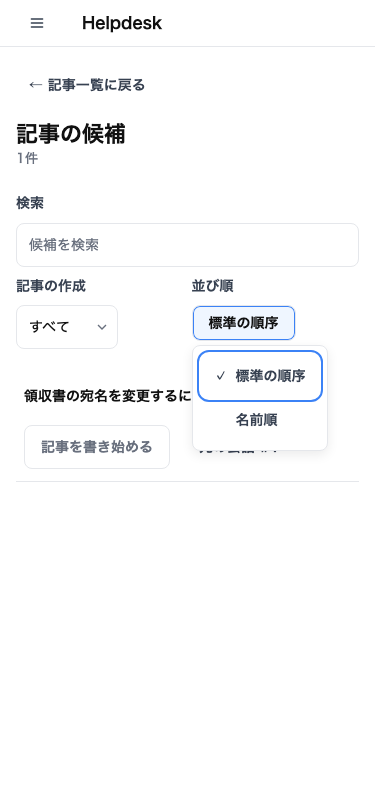 Helpdesk
← 記事一覧に戻る
記事の候補
1件
検索
候補を検索
記事の作成
並び順
すべて
標準の順序
✓ 標準の順序
名前順
領収書の宛名を変更するに
記事を書き始める